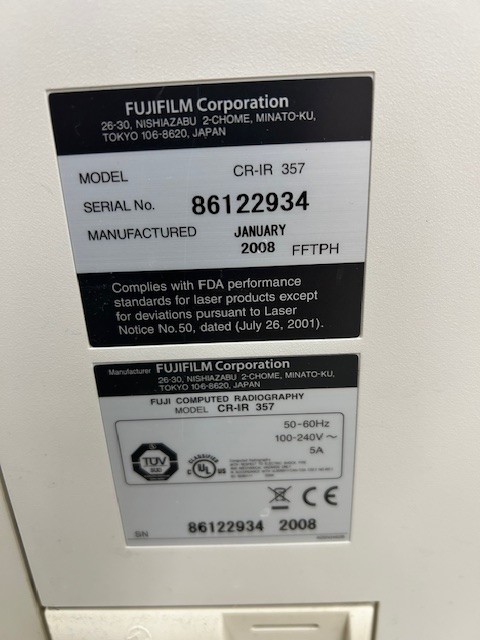 FUJIFILM Corporation
26-30, NISHIAZABU 2-CHOME, MINATO-KU,
TOKYO 106-8620, JAPAN
MODEL CR-IR 357
SERIAL No. 86122934
MANUFACTURED JANUARY
2008 FFTPH
Complies with FDA performance
standards for laser products except
for deviations pursuant to Laser
Notice No.50, dated (July 26, 2001).
Manufacturer FUJIFILM Corporation
26-30, NISHIAZABU 2-CHOME, MINATO-KU,
TOKYO 106-8620, JAPAN
FUJI COMPUTED RADIOGRAPHY
MODEL CR-IR 357
50-60Hz
100-240V ~
5A
TÜV
CLASSIFIED
C UL US
CE
SN 86122934 2008